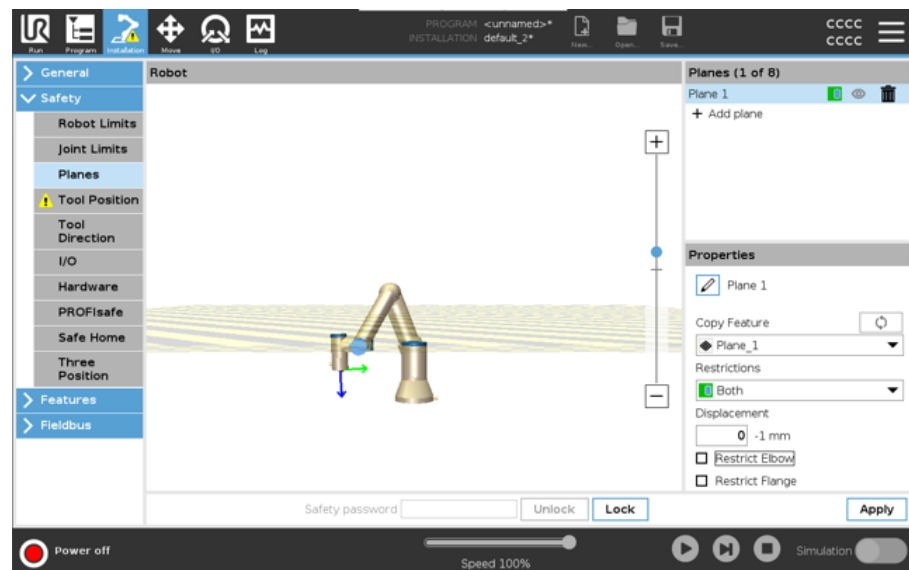 PROGRAM <unnamed>*
INSTALLATION default_2*
cccc
cccc
Run Program Installation Move I/O Log New... Open... Save...
General
Safety
Robot Limits
Joint Limits
Planes
Tool Position
Tool
Direction
I/O
Hardware
PROFIsafe
Safe Home
Three
Position
Features
Fieldbus
Robot
Planes (1 of 8)
Plane 1
+ Add plane
Properties
Plane 1
Copy Feature
Plane_1
Restrictions
Both
Displacement
0 -1 mm
Restrict Elbow
Restrict Flange
Safety password Unlock Lock Apply
Power off
Speed 100%
Simulation